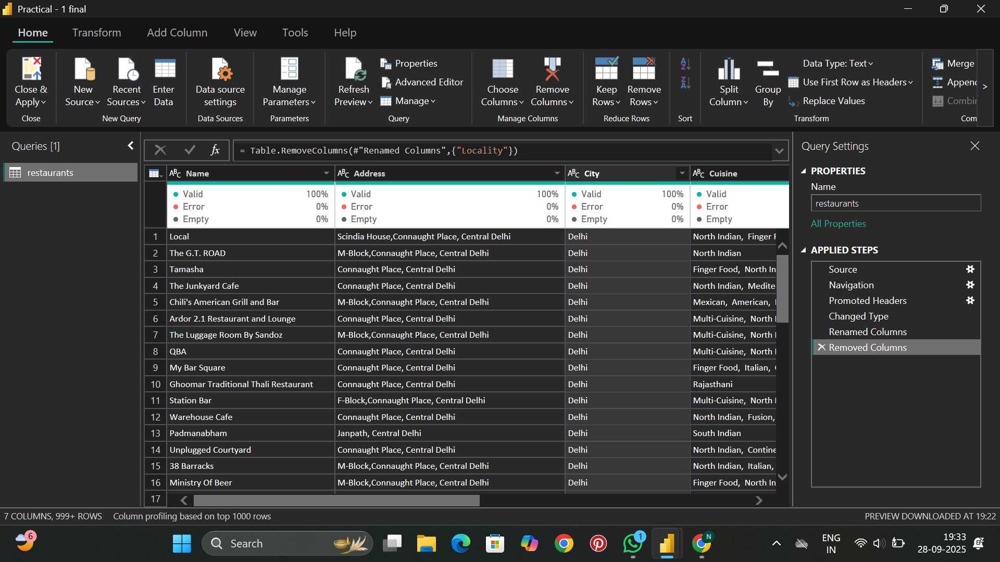 Practical - 1 final
Home Transform Add Column View Tools Help
Close & Apply
Close
New Source
Recent Sources
Enter Data
New Query
Data source settings
Data Sources
Manage Parameters
Parameters
Refresh Preview
Properties
Advanced Editor
Manage
Query
Choose Columns
Remove Columns
Manage Columns
Keep Rows
Remove Rows
Reduce Rows
Sort
Split Column
Group By
Data Type: Text
Use First Row as Headers
Replace Values
Transform
Merge
Appenc
Combin
Com
Queries [1]
restaurants
fx
= Table.RemoveColumns(#"Renamed Columns",{"Locality"})
ABC Name ABC Address ABC City ABC Cuisine
Valid 100% Valid 100% Valid 100% Valid
Error 0% Error 0% Error 0% Error
Empty 0% Empty 0% Empty 0% Empty
1 Local Scindia House,Connaught Place, Central Delhi Delhi North Indian, Finger F
2 The G.T. ROAD M-Block,Connaught Place, Central Delhi Delhi North Indian
3 Tamasha Connaught Place, Central Delhi Delhi Finger Food, North In
4 The Junkyard Cafe Connaught Place, Central Delhi Delhi North Indian, Medite
5 Chili's American Grill and Bar M-Block,Connaught Place, Central Delhi Delhi Mexican, American,
6 Ardor 2.1 Restaurant and Lounge Connaught Place, Central Delhi Delhi Multi-Cuisine, North I
7 The Luggage Room By Sandoz M-Block,Connaught Place, Central Delhi Delhi Multi-Cuisine, North I
8 QBA Connaught Place, Central Delhi Delhi Multi-Cuisine, North I
9 My Bar Square Connaught Place, Central Delhi Delhi Finger Food, Italian,
10 Ghoomar Traditional Thali Restaurant Connaught Place, Central Delhi Delhi Rajasthani
11 Station Bar F-Block,Connaught Place, Central Delhi Delhi Multi-Cuisine, North I
12 Warehouse Cafe Connaught Place, Central Delhi Delhi North Indian, Fusion,
13 Padmanabham Janpath, Central Delhi Delhi South Indian
14 Unplugged Courtyard Connaught Place, Central Delhi Delhi North Indian, Contine
15 38 Barracks M-Block,Connaught Place, Central Delhi Delhi North Indian, Italian,
16 Ministry Of Beer M-Block,Connaught Place, Central Delhi Delhi Finger Food, North In
17
Query Settings
PROPERTIES
Name
restaurants
All Properties
APPLIED STEPS
Source
Navigation
Promoted Headers
Changed Type
Renamed Columns
Removed Columns
7 COLUMNS, 999+ ROWS Column profiling based on top 1000 rows PREVIEW DOWNLOADED AT 19:22
6
Search
1
N
ENG
IN
19:33
28-09-2025